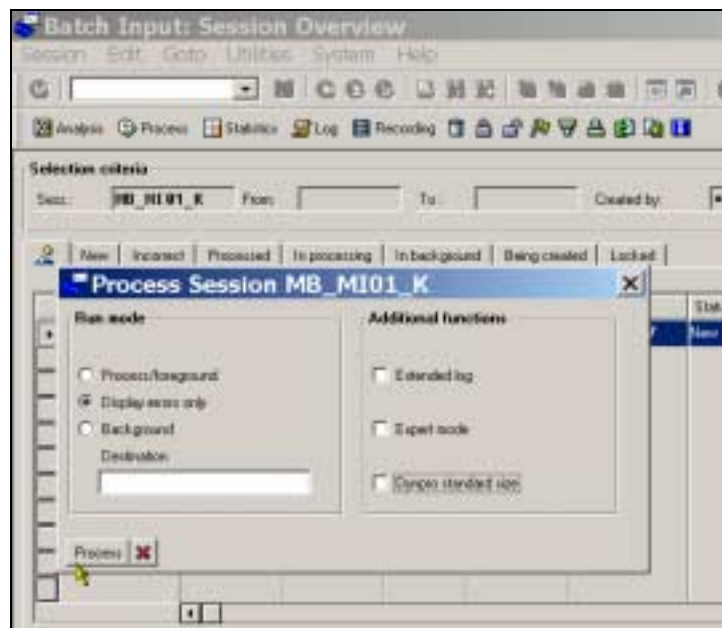 Batch Input: Session Overview
Session Edit Goto Utilities System Help
Analysis Process Statistics Log Recording
Selection criteria
Sess.: MB_MI01_K From: To: Created by:
New Incorrect Processed In processing In background Being created Locked
Process Session MB_MI01_K
Stat
New
Run mode Additional functions
Process/foreground Extended log
Display errors only Expert mode
Background Dynpro standard size
Destination
Process